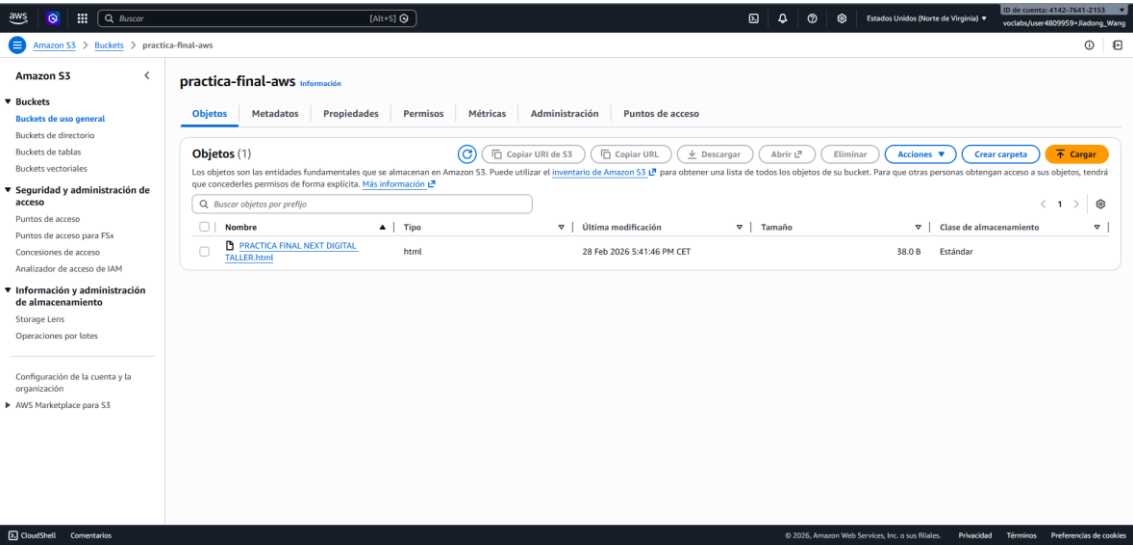 aws
Buscar
[Alt+S]
Estados Unidos (Norte de Virginia)
ID de cuenta: 4142-7641-2153
voclabs/user4809959=Jiadong_Wang
Amazon S3 > Buckets > practica-final-aws
Amazon S3
Buckets
Buckets de uso general
Buckets de directorio
Buckets de tablas
Buckets vectoriales
Seguridad y administración de
acceso
Puntos de acceso
Puntos de acceso para FSx
Concesiones de acceso
Analizador de acceso de IAM
Información y administración
de almacenamiento
Storage Lens
Operaciones por lotes
Configuración de la cuenta y la
organización
AWS Marketplace para S3
practica-final-aws Información
Objetos Metadatos Propiedades Permisos Métricas Administración Puntos de acceso
Objetos (1)
Copiar URI de S3 Copiar URL Descargar Abrir Eliminar Acciones Crear carpeta Cargar
Los objetos son las entidades fundamentales que se almacenan en Amazon S3. Puede utilizar el inventario de Amazon S3 para obtener una lista de todos los objetos de su bucket. Para que otras personas obtengan acceso a sus objetos, tendrá
que concederles permisos de forma explícita. Más información
Buscar objetos por prefijo
1
Nombre Tipo Última modificación Tamaño Clase de almacenamiento
PRACTICA FINAL NEXT DIGITAL
TALLER.html
html 28 Feb 2026 5:41:46 PM CET 38.0 B Estándar
CloudShell Comentarios © 2026, Amazon Web Services, Inc. o sus filiales. Privacidad Términos Preferencias de cookies